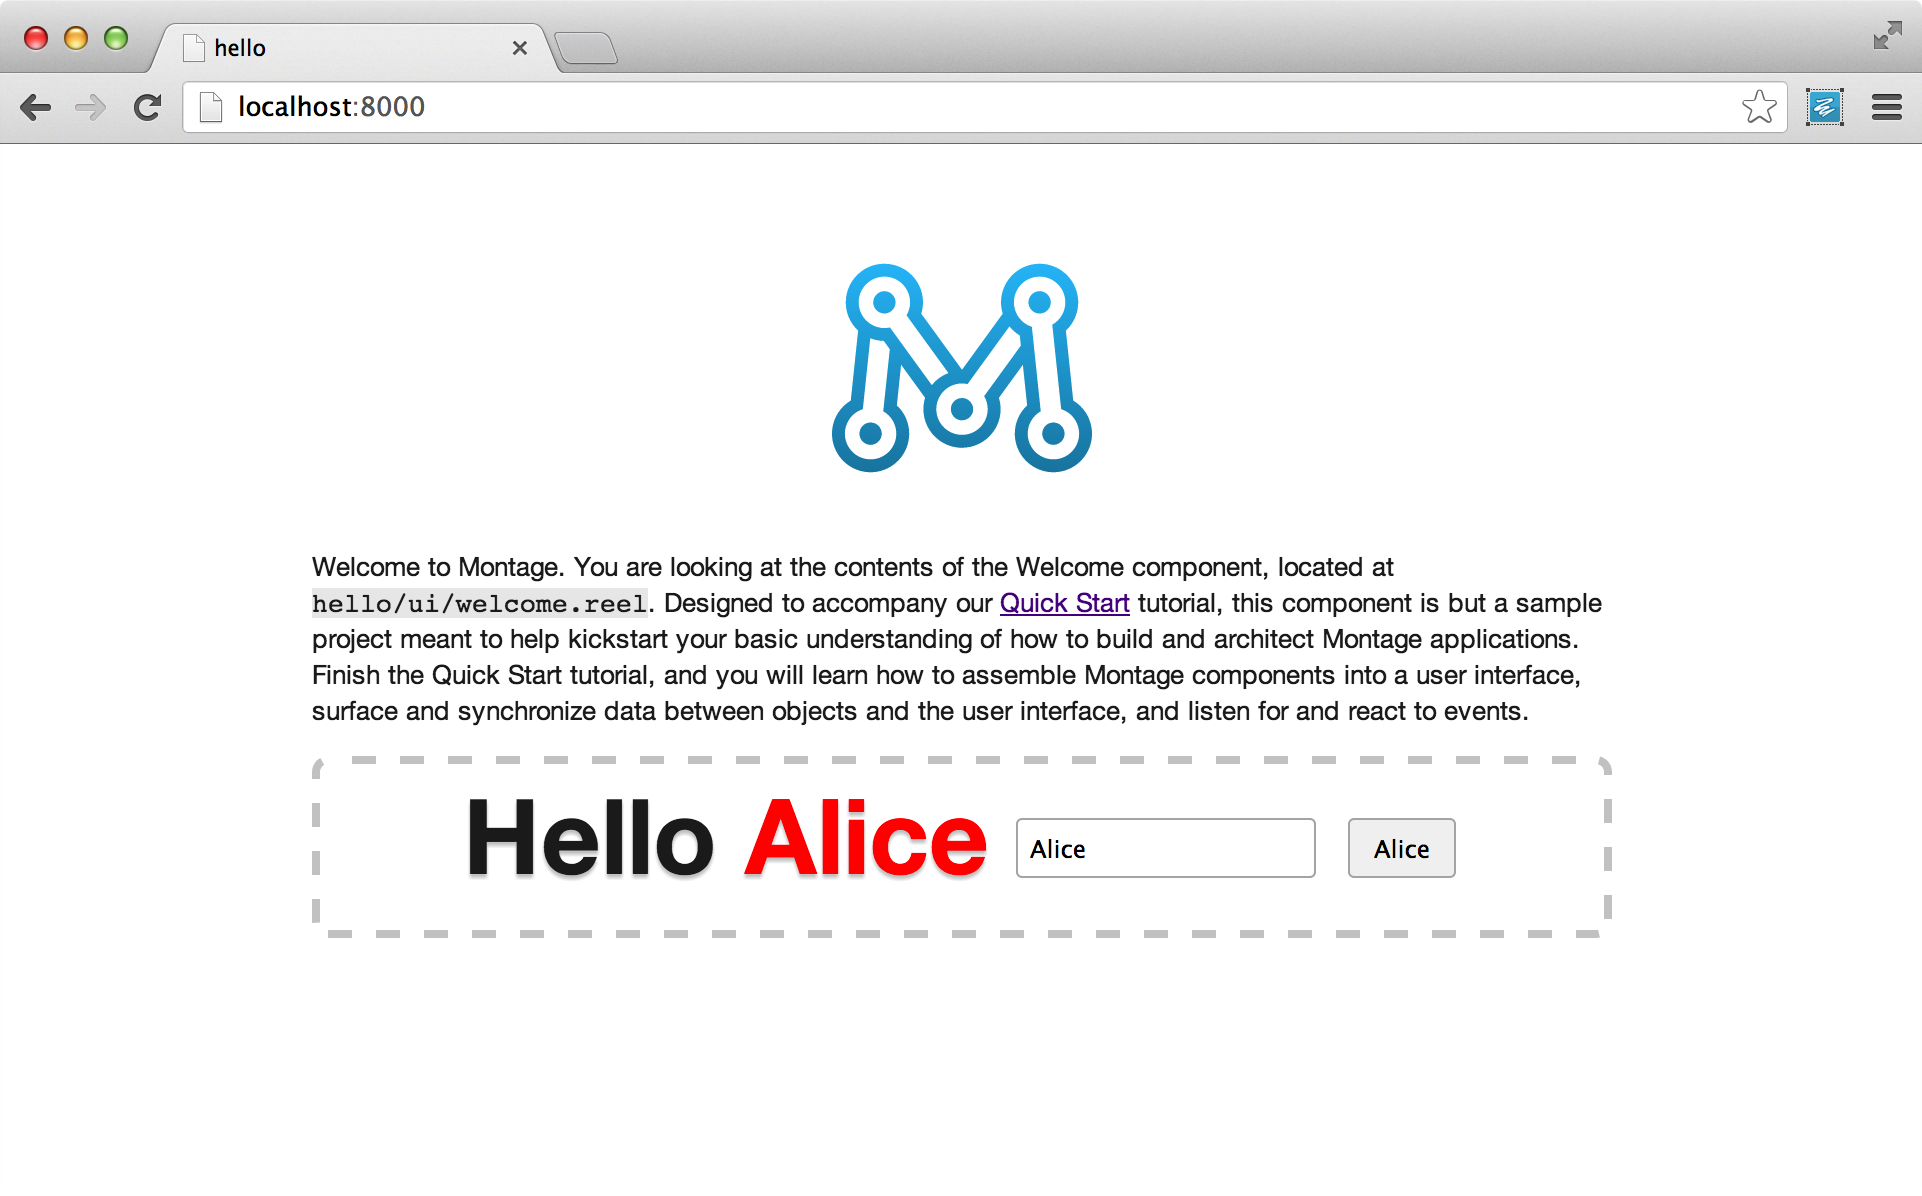 hello
localhost:8000
Welcome to Montage. You are looking at the contents of the Welcome component, located at
hello/ui/welcome.reel. Designed to accompany our Quick Start tutorial, this component is but a sample
project meant to help kickstart your basic understanding of how to build and architect Montage applications.
Finish the Quick Start tutorial, and you will learn how to assemble Montage components into a user interface,
surface and synchronize data between objects and the user interface, and listen for and react to events.
Hello Alice Alice Alice